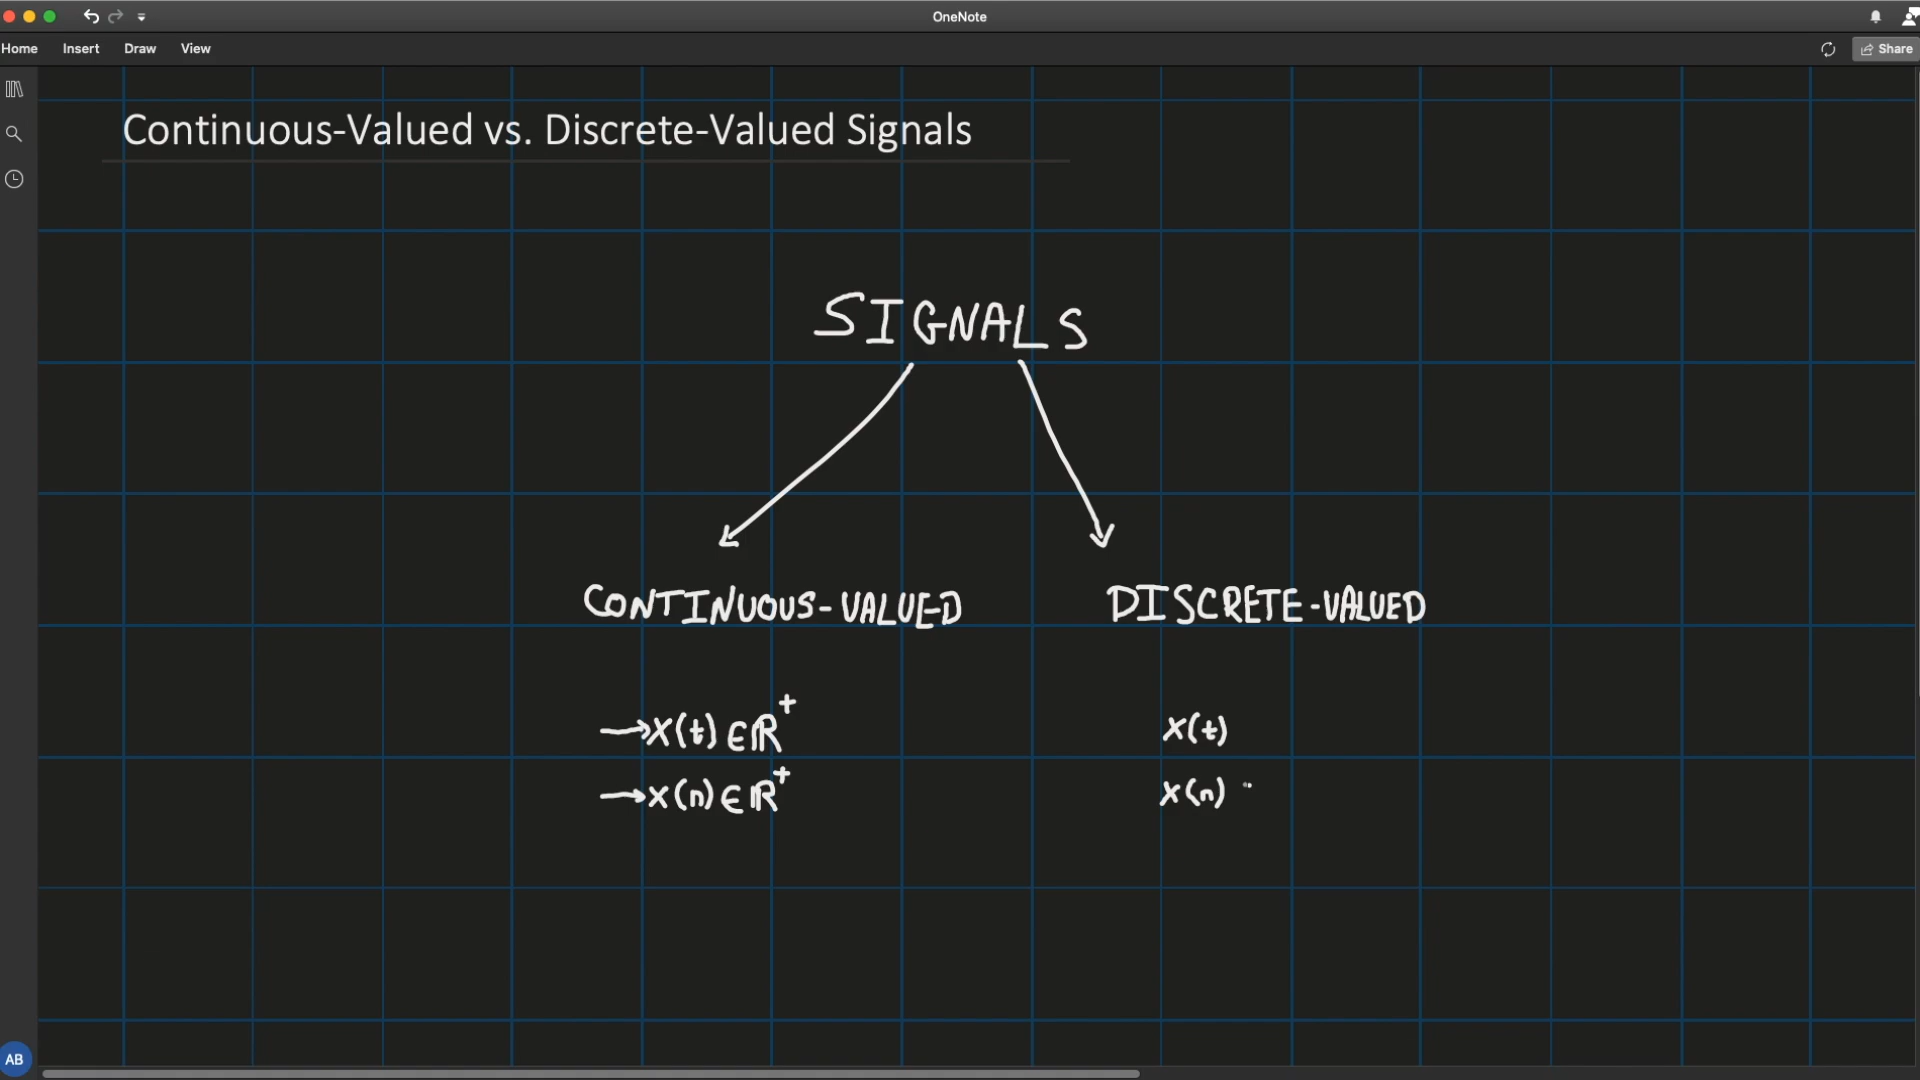 OneNote
Home Insert Draw View Share
Continuous-Valued vs. Discrete-Valued Signals
SIGNALS
CONTINUOUS-VALUED DISCRETE-VALUED
→x(t)∈ℝ⁺ x(t)
→x(n)∈ℝ⁺ x(n)
AB